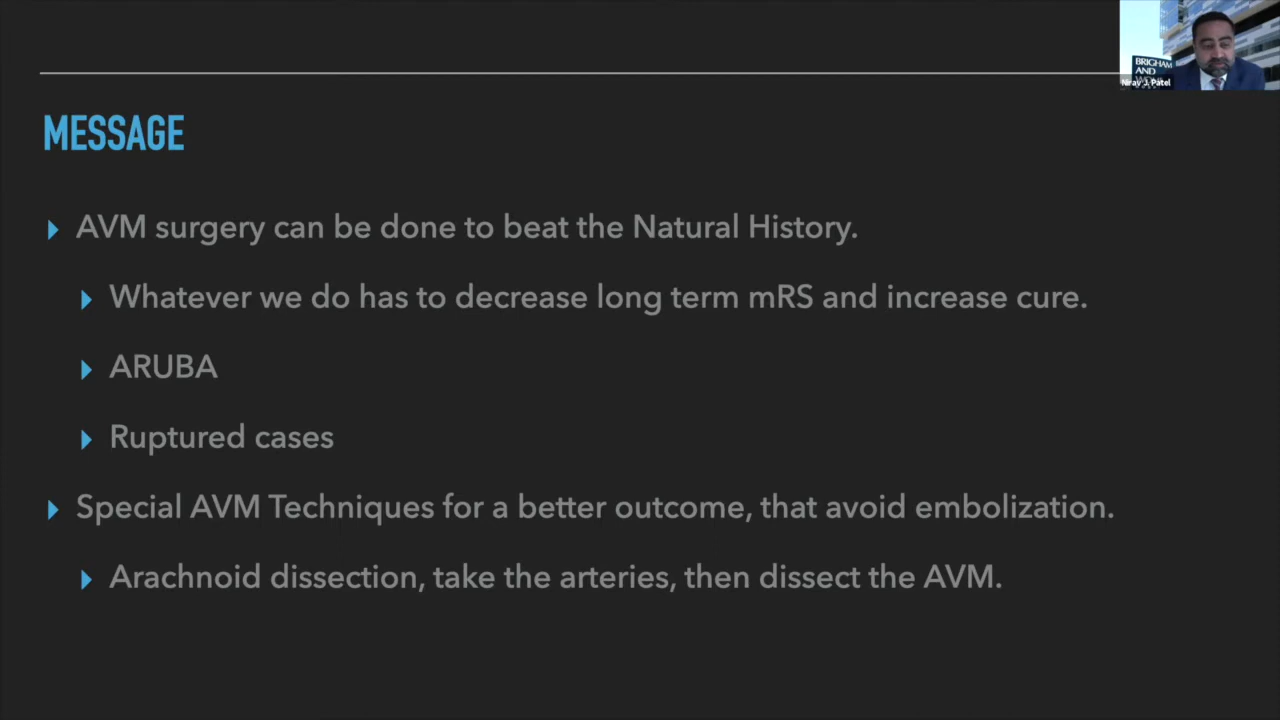 BRIGHAM
AND
Nirav J. Patel
MESSAGE
AVM surgery can be done to beat the Natural History.
Whatever we do has to decrease long term mRS and increase cure.
ARUBA
Ruptured cases
Special AVM Techniques for a better outcome, that avoid embolization.
Arachnoid dissection, take the arteries, then dissect the AVM.